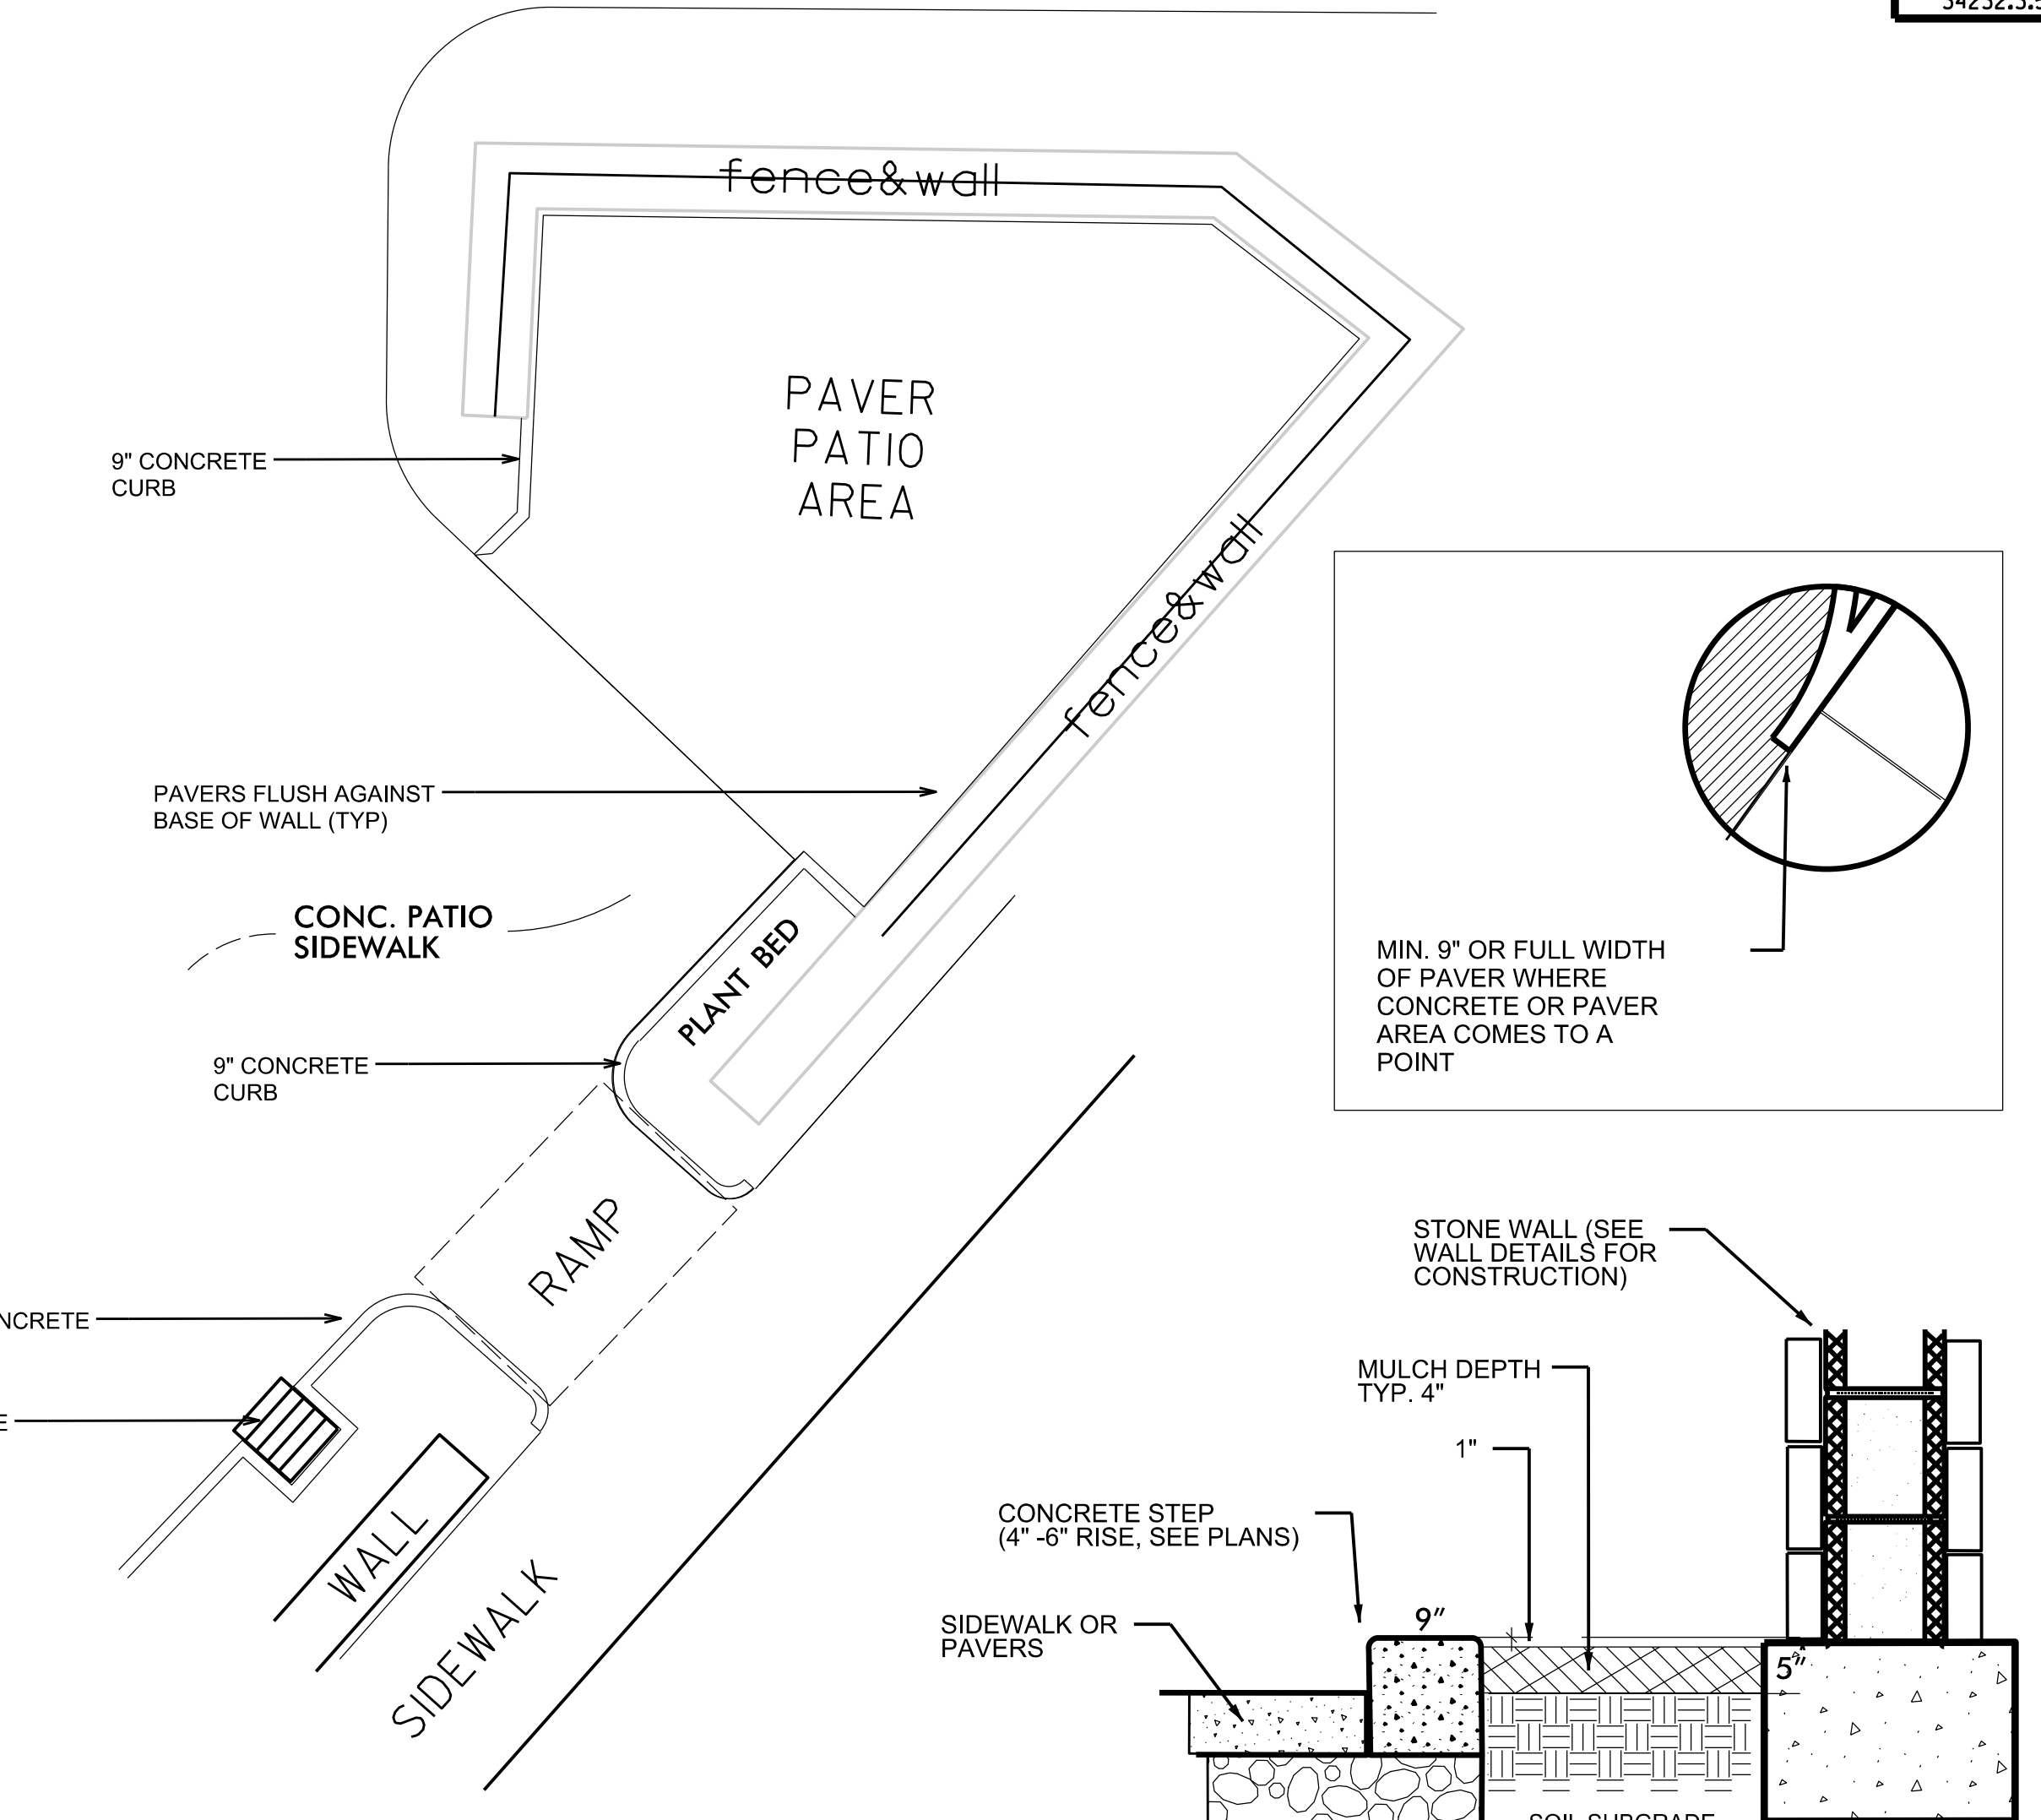 fence&wall
PAVER
PATIO
AREA
9" CONCRETE
CURB
fence&wall
PAVERS FLUSH AGAINST
BASE OF WALL (TYP)
CONC. PATIO
SIDEWALK
PLANT BED
MIN. 9" OR FULL WIDTH
OF PAVER WHERE
CONCRETE OR PAVER
AREA COMES TO A
POINT
9" CONCRETE
CURB
RAMP
STONE WALL (SEE
WALL DETAILS FOR
CONSTRUCTION)
MULCH DEPTH
TYP. 4"
1"
CONCRETE STEP
(4" -6" RISE, SEE PLANS)
WALL
SIDEWALK
SIDEWALK OR
PAVERS
9"
5"
SOIL SUBGRADE